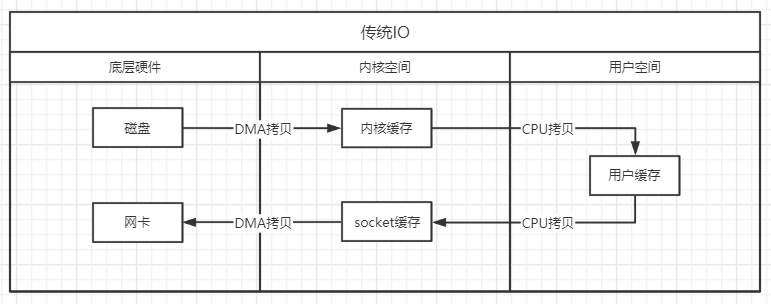 传统IO
底层硬件
内核空间
用户空间
磁盘
DMA拷贝
内核缓存
CPU拷贝
用户缓存
网卡
DMA拷贝
socket缓存
CPU拷贝